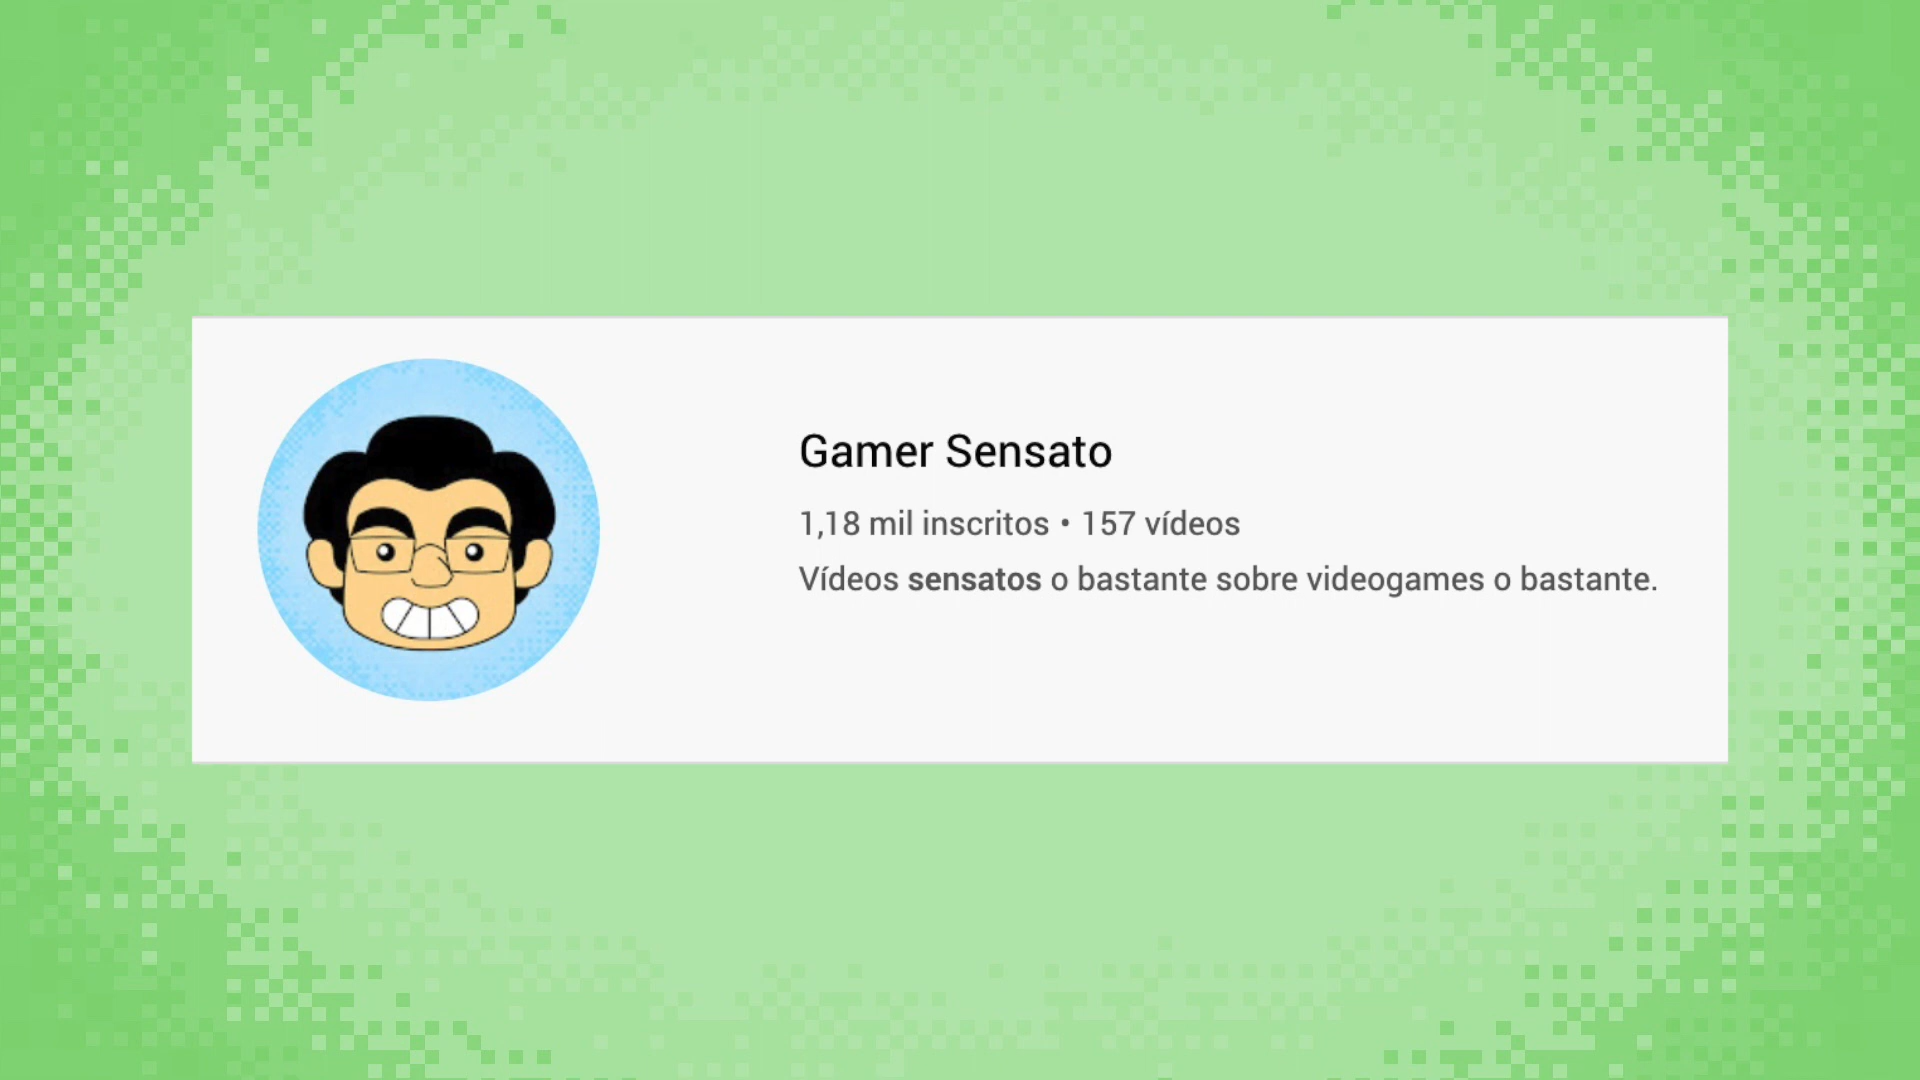 Gamer Sensato
1,18 mil inscritos • 157 vídeos
Vídeos sensatos o bastante sobre videogames o bastante.